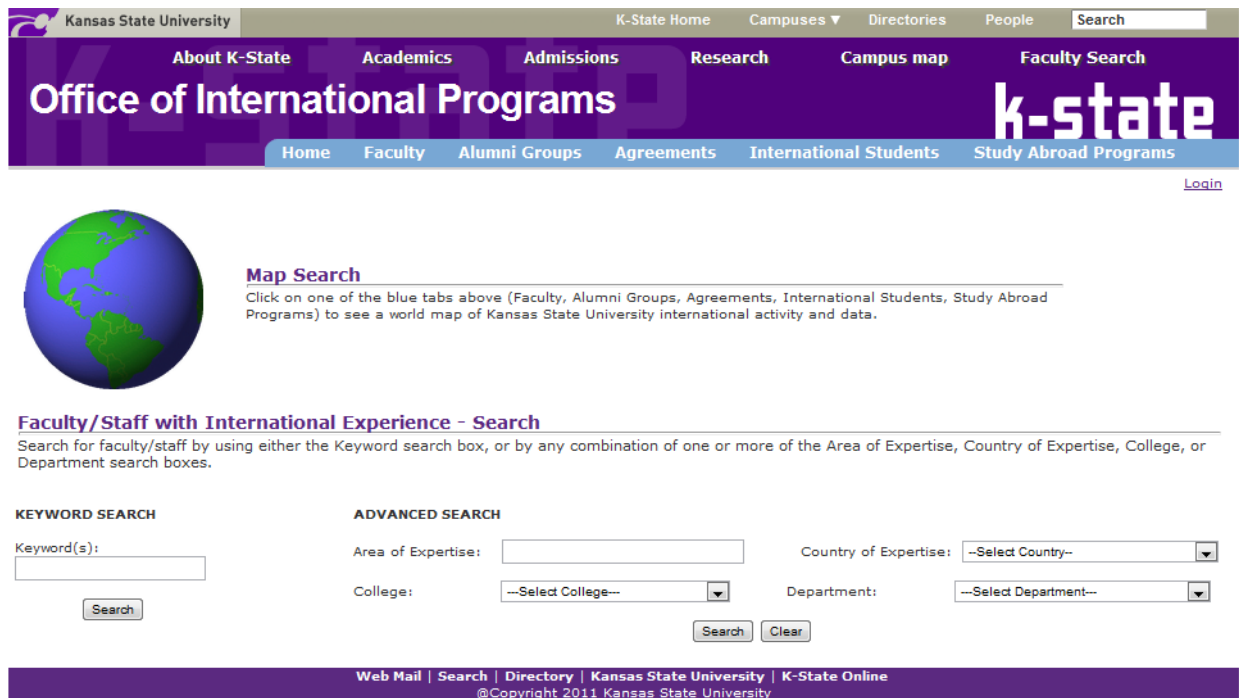 Kansas State University
K-State Home Campuses ▼ Directories People Search
About K-State Academics Admissions Research Campus map Faculty Search
Office of International Programs
k-state
Home Faculty Alumni Groups Agreements International Students Study Abroad Programs
Login
Map Search
Click on one of the blue tabs above (Faculty, Alumni Groups, Agreements, International Students, Study Abroad
Programs) to see a world map of Kansas State University international activity and data.
Faculty/Staff with International Experience - Search
Search for faculty/staff by using either the Keyword search box, or by any combination of one or more of the Area of Expertise, Country of Expertise, College, or
Department search boxes.
KEYWORD SEARCH
ADVANCED SEARCH
Keyword(s):
Area of Expertise:
Country of Expertise: --Select Country--
College: ---Select College---
Department: ---Select Department---
Search
Search Clear
Web Mail | Search | Directory | Kansas State University | K-State Online
@Copyright 2011 Kansas State University